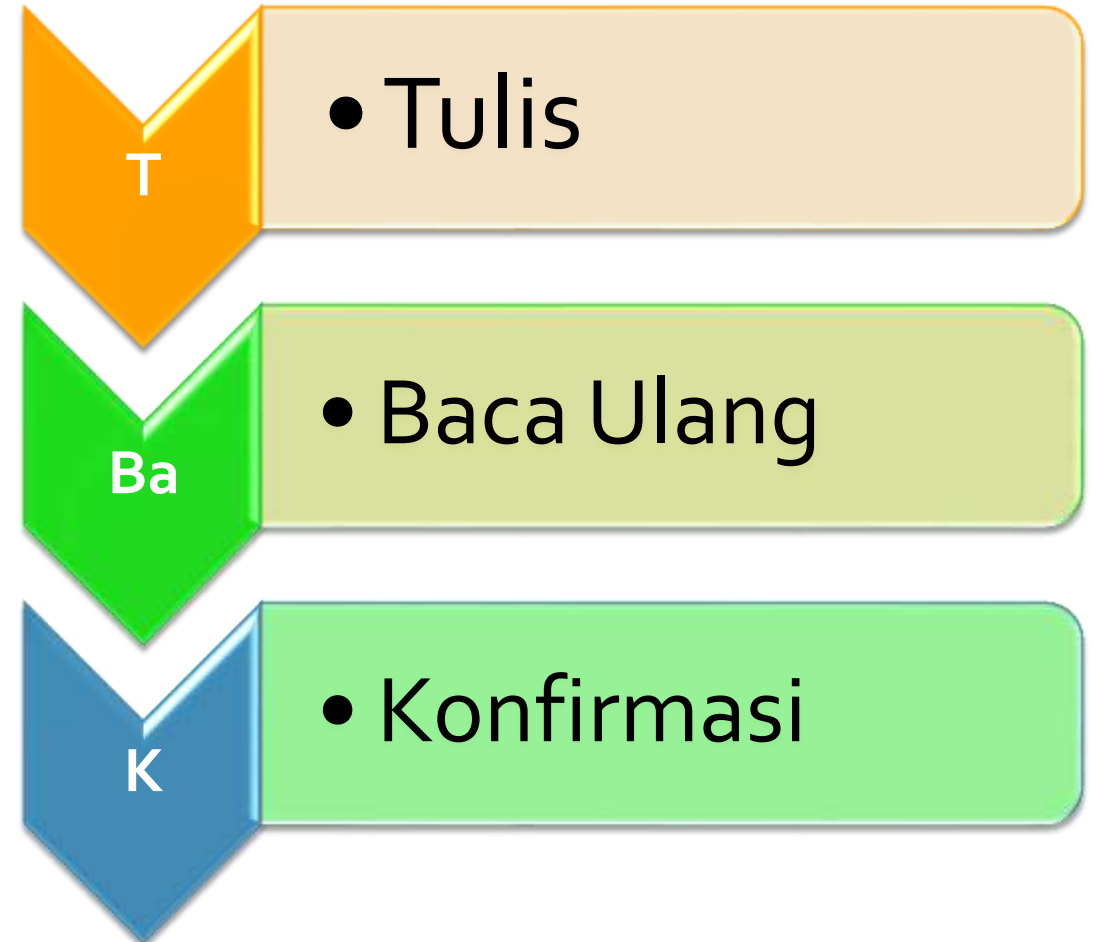 T
• Tulis
Ba
• Baca Ulang
K
• Konfirmasi